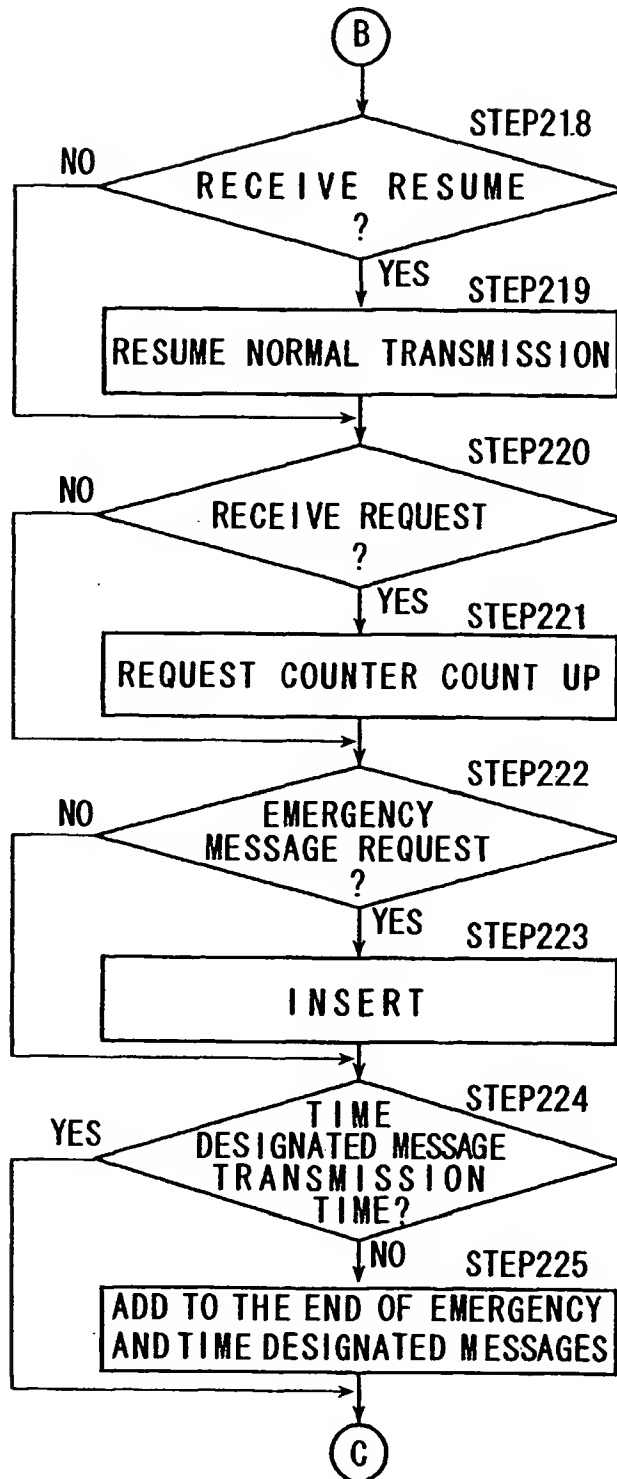 B
STEP218
NO
RECEIVE RESUME
?
YES
STEP219
RESUME NORMAL TRANSMISSION
STEP220
NO
RECEIVE REQUEST
?
YES
STEP221
REQUEST COUNTER COUNT UP
STEP222
NO
EMERGENCY
MESSAGE REQUEST
?
YES
STEP223
INSERT
STEP224
YES
TIME
DESIGNATED MESSAGE
TRANSMISSION
TIME?
NO
STEP225
ADD TO THE END OF EMERGENCY
AND TIME DESIGNATED MESSAGES
C